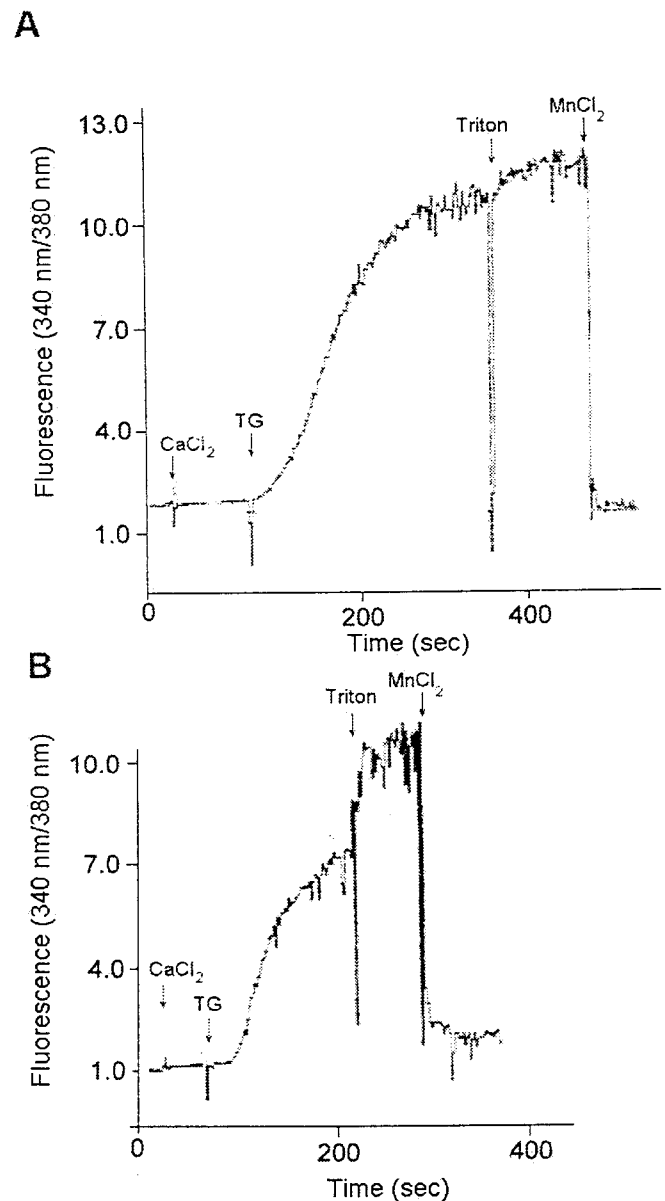 A
Fluorescence (340 nm/380 nm)
13.0
10.0
7.0
4.0
1.0
CaCl2
TG
Triton
MnCl2
0
200
400
Time (sec)
B
Fluorescence (340 nm/380 nm)
10.0
7.0
4.0
1.0
CaCl2
TG
Triton
MnCl2
0
200
400
Time (sec)